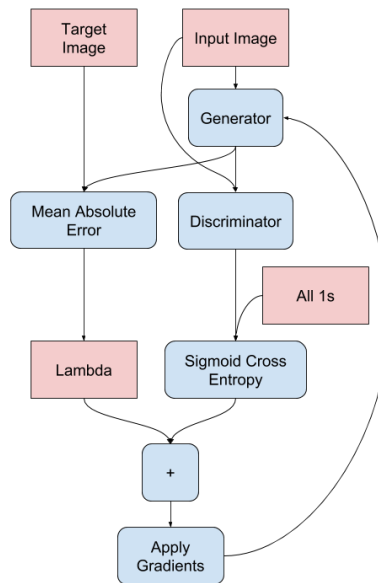 Target
Image
Input Image
Generator
Mean Absolute
Error
Discriminator
All 1s
Lambda
Sigmoid Cross
Entropy
+
Apply
Gradients